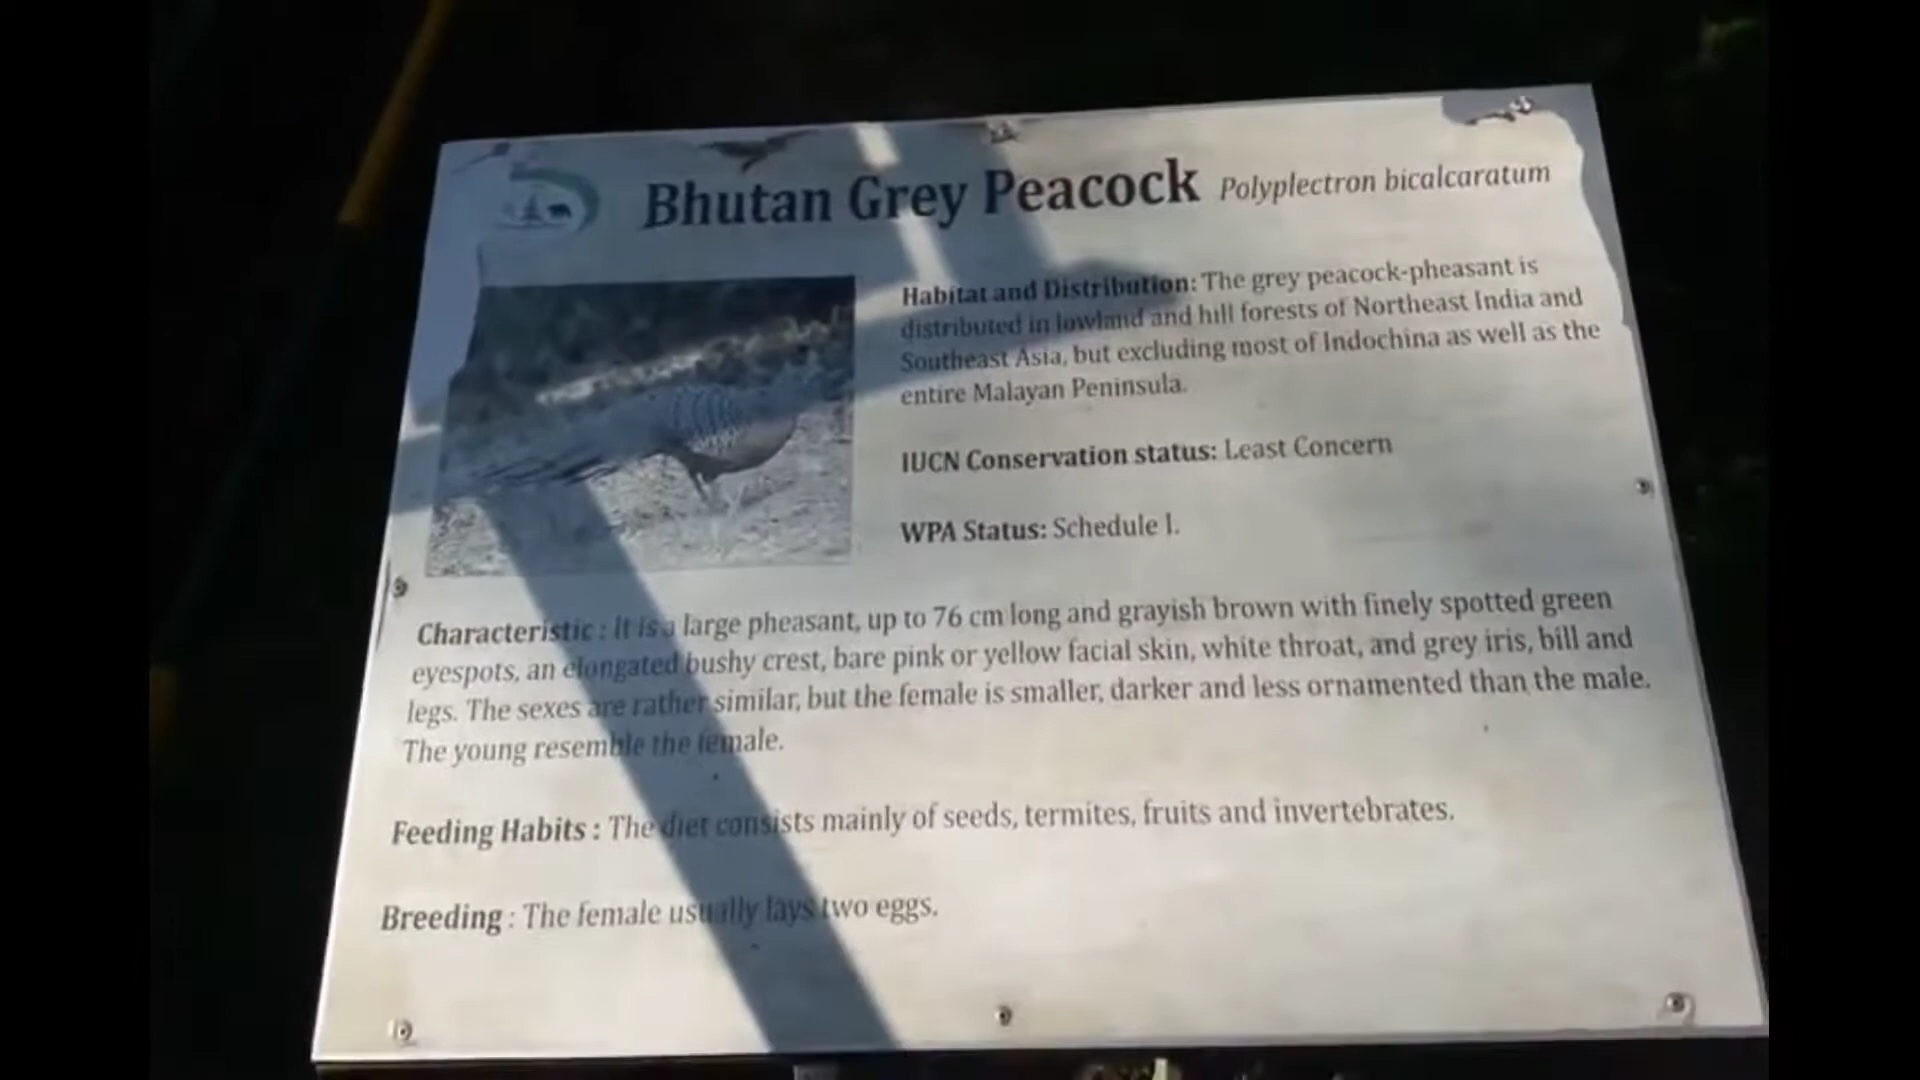 Bhutan Grey Peacock Polyplectron bicalcaratum
Habitat and Distribution: The grey peacock-pheasant is
distributed in lowland and hill forests of Northeast India and
Southeast Asia, but excluding most of Indochina as well as the
entire Malayan Peninsula.
IUCN Conservation status: Least Concern
WPA Status: Schedule I.
Characteristic : It is a large pheasant, up to 76 cm long and grayish brown with finely spotted green
eyespots, an elongated bushy crest, bare pink or yellow facial skin, white throat, and grey iris, bill and
legs. The sexes are rather similar, but the female is smaller, darker and less ornamented than the male.
The young resemble the female.
Feeding Habits : The diet consists mainly of seeds, termites, fruits and invertebrates.
Breeding : The female usually lays two eggs.